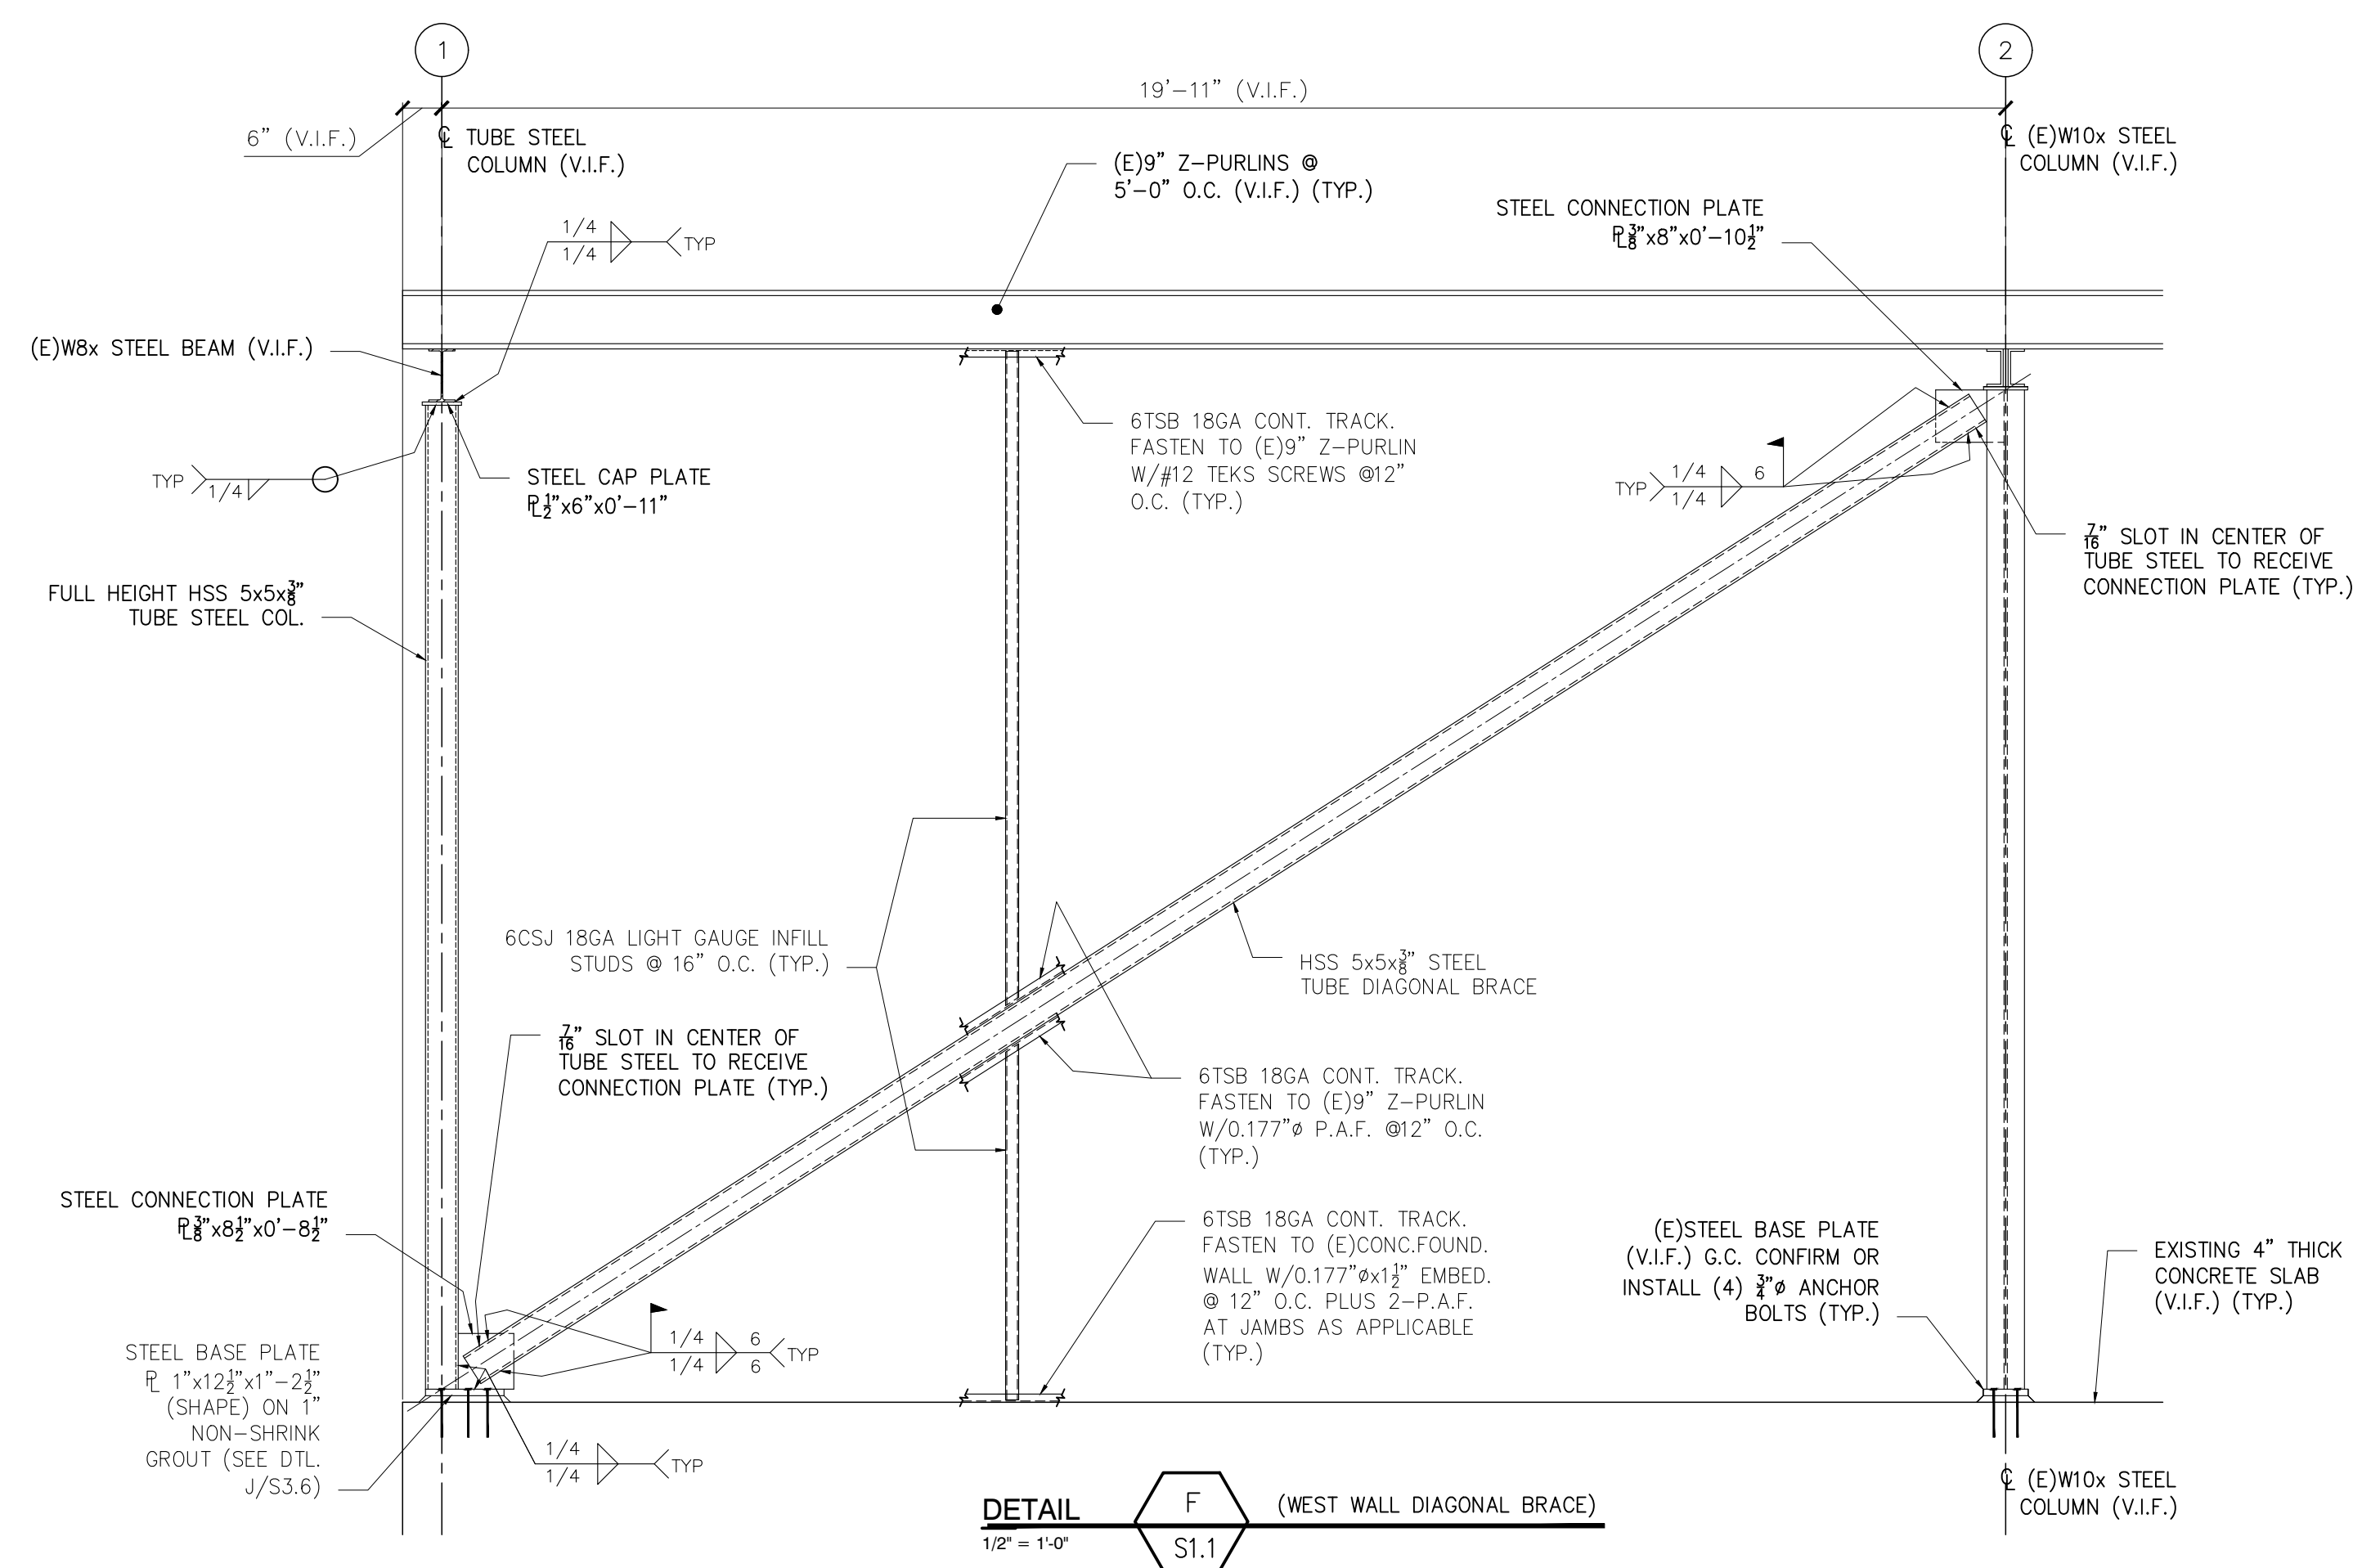 1
2
19'-11" (V.I.F.)
6" (V.I.F.)
℄ TUBE STEEL
COLUMN (V.I.F.)
℄ (E)W10x STEEL
COLUMN (V.I.F.)
(E)9" Z-PURLINS @
5'-0" O.C. (V.I.F.) (TYP.)
STEEL CONNECTION PLATE
PL 3/8"x8"x0'-10 1/2"
1/4
1/4
TYP
(E)W8x STEEL BEAM (V.I.F.)
6TSB 18GA CONT. TRACK.
FASTEN TO (E)9" Z-PURLIN
W/#12 TEKS SCREWS @12"
O.C. (TYP.)
TYP
1/4
STEEL CAP PLATE
PL 1/2"x6"x0'-11"
TYP
1/4 6
1/4
7/16" SLOT IN CENTER OF
TUBE STEEL TO RECEIVE
CONNECTION PLATE (TYP.)
FULL HEIGHT HSS 5x5x3/8"
TUBE STEEL COL.
6CSJ 18GA LIGHT GAUGE INFILL
STUDS @ 16" O.C. (TYP.)
HSS 5x5x3/8" STEEL
TUBE DIAGONAL BRACE
7/16" SLOT IN CENTER OF
TUBE STEEL TO RECEIVE
CONNECTION PLATE (TYP.)
6TSB 18GA CONT. TRACK.
FASTEN TO (E)9" Z-PURLIN
W/0.177"ø P.A.F. @12" O.C.
(TYP.)
STEEL CONNECTION PLATE
PL 3/8"x8 1/2"x0'-8 1/2"
6TSB 18GA CONT. TRACK.
FASTEN TO (E)CONC.FOUND.
WALL W/0.177"øx1 1/2" EMBED.
@ 12" O.C. PLUS 2-P.A.F.
AT JAMBS AS APPLICABLE
(TYP.)
(E)STEEL BASE PLATE
(V.I.F.) G.C. CONFIRM OR
INSTALL (4) 3/4"ø ANCHOR
BOLTS (TYP.)
EXISTING 4" THICK
CONCRETE SLAB
(V.I.F.) (TYP.)
1/4 6
1/4 6
TYP
STEEL BASE PLATE
PL 1"x12 1/2"x1"-2 1/2"
(SHAPE) ON 1"
NON-SHRINK
GROUT (SEE DTL.
J/S3.6)
1/4
1/4
TYP
℄ (E)W10x STEEL
COLUMN (V.I.F.)
DETAIL
1/2" = 1'-0"
F
S1.1
(WEST WALL DIAGONAL BRACE)